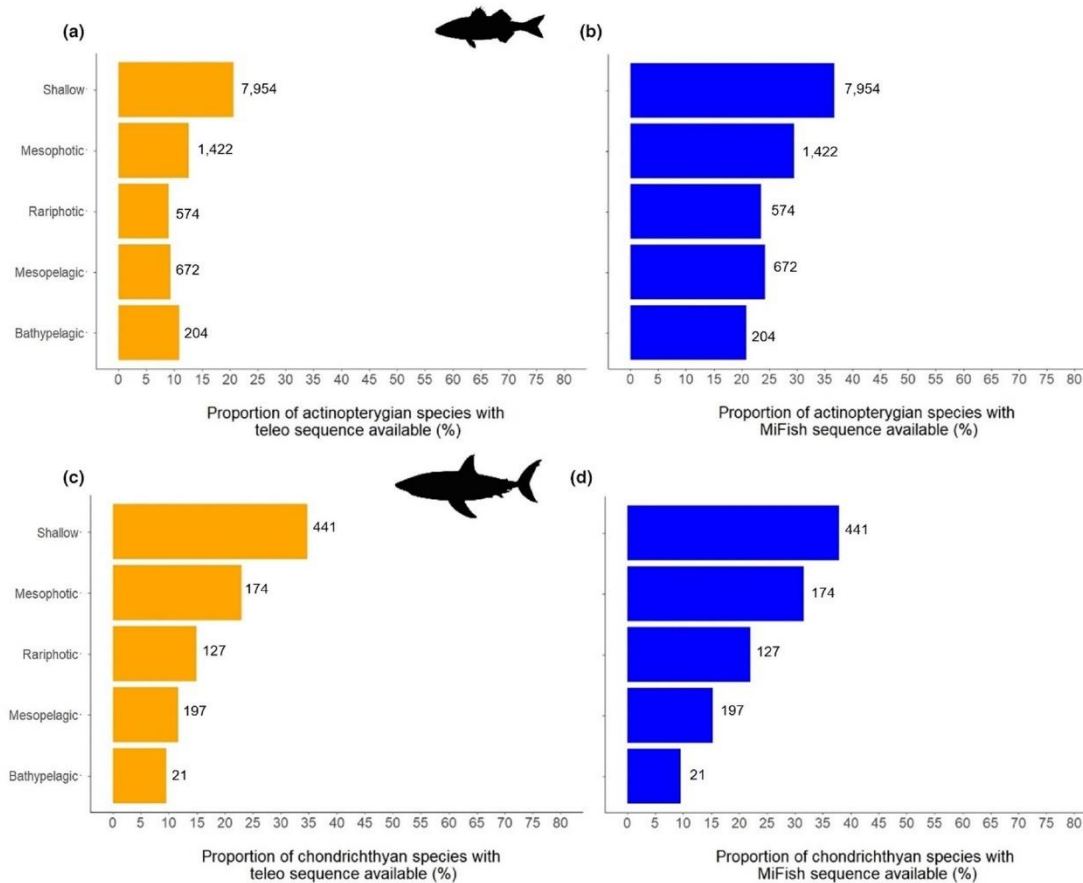 (a)
Shallow
7,954
Mesophotic
1,422
Rariphotic
574
Mesopelagic
672
Bathypelagic
204
0 5 10 15 20 25 30 35 40 45 50 55 60 65 70 75 80
Proportion of actinopterygian species with
teleo sequence available (%)
(b)
7,954
1,422
574
672
204
0 5 10 15 20 25 30 35 40 45 50 55 60 65 70 75 80
Proportion of actinopterygian species with
MiFish sequence available (%)
(c)
Shallow
441
Mesophotic
174
Rariphotic
127
Mesopelagic
197
Bathypelagic
21
0 5 10 15 20 25 30 35 40 45 50 55 60 65 70 75 80
Proportion of chondrichthyan species with
teleo sequence available (%)
(d)
441
174
127
197
21
0 5 10 15 20 25 30 35 40 45 50 55 60 65 70 75 80
Proportion of chondrichthyan species with
MiFish sequence available (%)